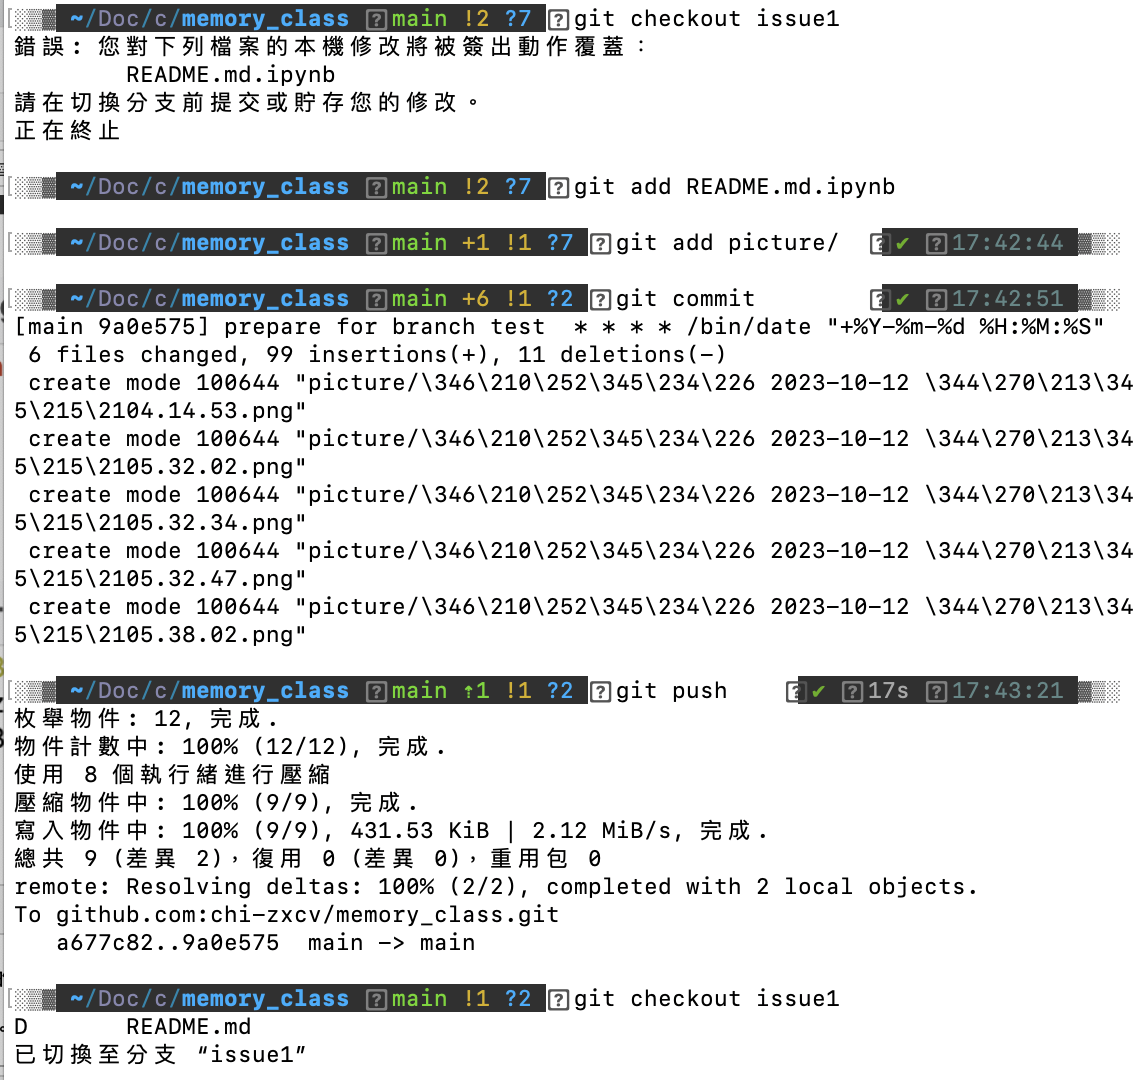 ~/Doc/c/memory_class ?main !2 ?7 ?git checkout issue1
錯誤: 您對下列檔案的本機修改將被簽出動作覆蓋：
README.md.ipynb
請在切換分支前提交或貯存您的修改。
正在終止
~/Doc/c/memory_class ?main !2 ?7 ?git add README.md.ipynb
~/Doc/c/memory_class ?main +1 !1 ?7 ?git add picture/ ?✔ ?17:42:44
~/Doc/c/memory_class ?main +6 !1 ?2 ?git commit ?✔ ?17:42:51
[main 9a0e575] prepare for branch test * * * * /bin/date "+%Y-%m-%d %H:%M:%S"
6 files changed, 99 insertions(+), 11 deletions(-)
create mode 100644 "picture/\346\210\252\345\234\226 2023-10-12 \344\270\213\34
5\215\2104.14.53.png"
create mode 100644 "picture/\346\210\252\345\234\226 2023-10-12 \344\270\213\34
5\215\2105.32.02.png"
create mode 100644 "picture/\346\210\252\345\234\226 2023-10-12 \344\270\213\34
5\215\2105.32.34.png"
create mode 100644 "picture/\346\210\252\345\234\226 2023-10-12 \344\270\213\34
5\215\2105.32.47.png"
create mode 100644 "picture/\346\210\252\345\234\226 2023-10-12 \344\270\213\34
5\215\2105.38.02.png"
~/Doc/c/memory_class ?main ⇡1 !1 ?2 ?git push ?✔ ?17s ?17:43:21
枚舉物件: 12, 完成.
物件計數中: 100% (12/12), 完成.
使用 8 個執行緒進行壓縮
壓縮物件中: 100% (9/9), 完成.
寫入物件中: 100% (9/9), 431.53 KiB | 2.12 MiB/s, 完成.
總共 9 (差異 2)，復用 0 (差異 0)，重用包 0
remote: Resolving deltas: 100% (2/2), completed with 2 local objects.
To github.com:chi-zxcv/memory_class.git
a677c82..9a0e575 main -> main
~/Doc/c/memory_class ?main !1 ?2 ?git checkout issue1
D README.md
已切換至分支 “issue1”